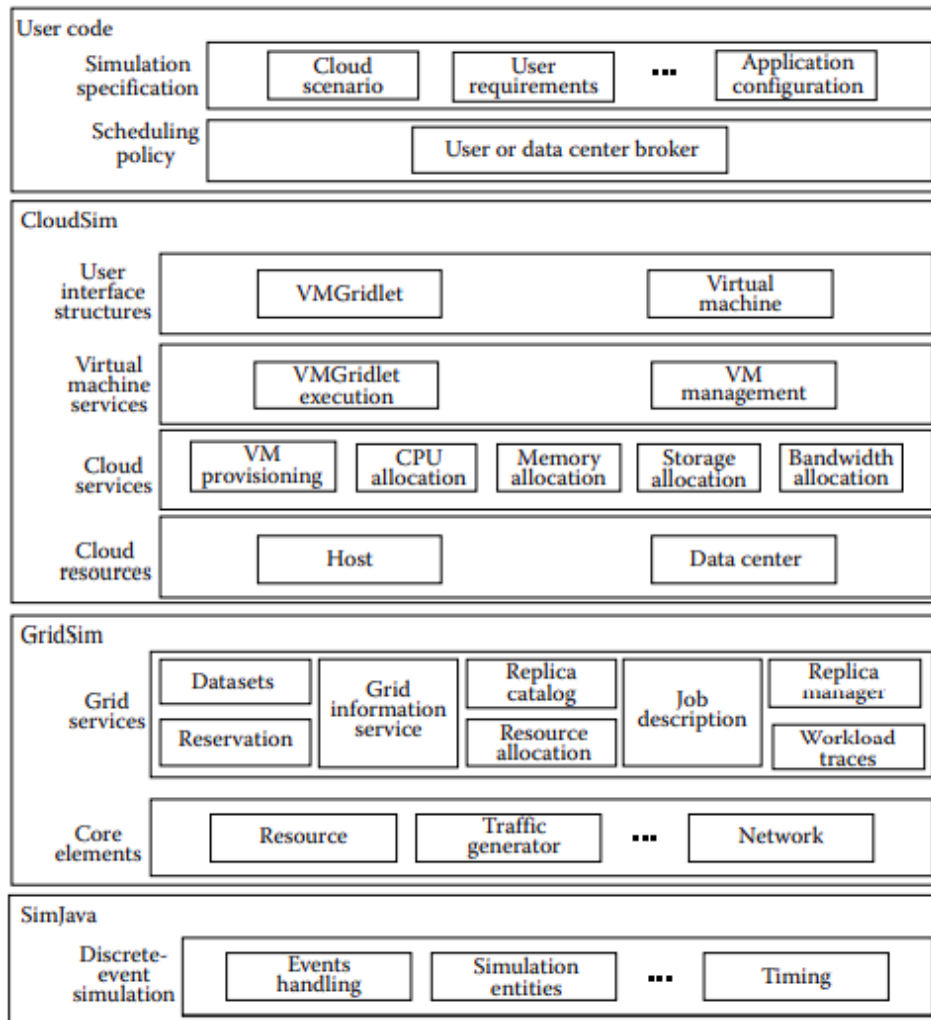 User code
Simulation
specification
Cloud
scenario
User
requirements
...
Application
configuration
Scheduling
policy
User or data center broker
CloudSim
User
interface
structures
VMGridlet
Virtual
machine
Virtual
machine
services
VMGridlet
execution
VM
management
Cloud
services
VM
provisioning
CPU
allocation
Memory
allocation
Storage
allocation
Bandwidth
allocation
Cloud
resources
Host
Data center
GridSim
Grid
services
Datasets
Reservation
Grid
information
service
Replica
catalog
Resource
allocation
Job
description
Replica
manager
Workload
traces
Core
elements
Resource
Traffic
generator
...
Network
SimJava
Discrete-
event
simulation
Events
handling
Simulation
entities
...
Timing